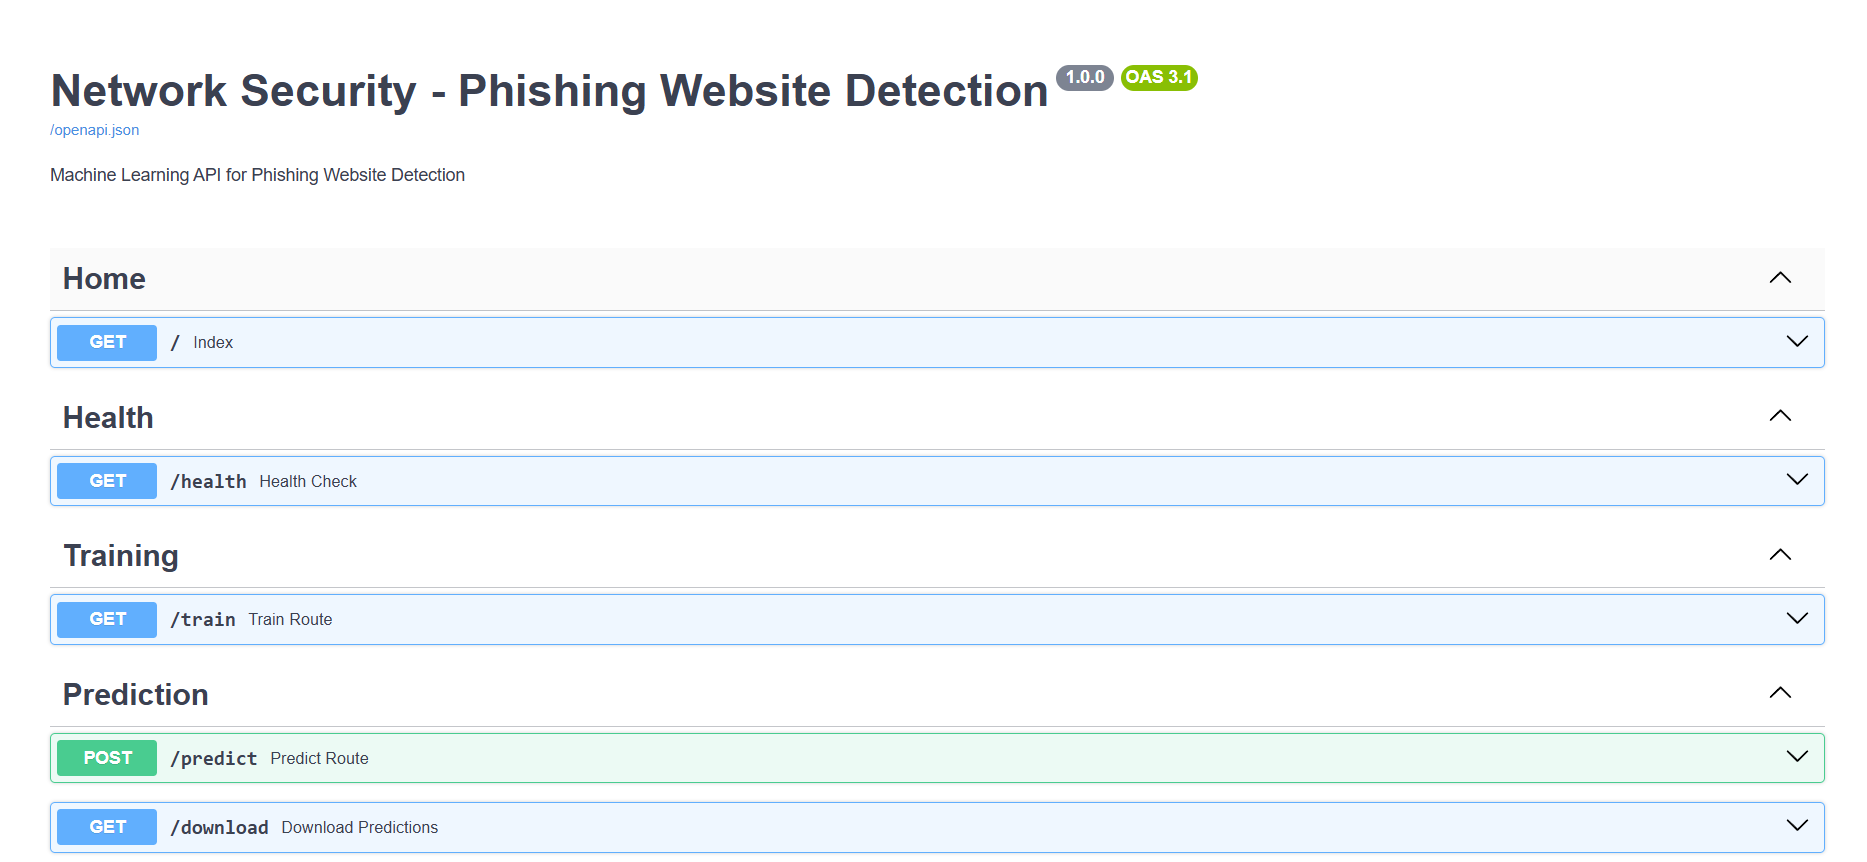 Network Security - Phishing Website Detection 1.0.0 OAS 3.1
/openapi.json
Machine Learning API for Phishing Website Detection
Home
GET / Index
Health
GET /health Health Check
Training
GET /train Train Route
Prediction
POST /predict Predict Route
GET /download Download Predictions